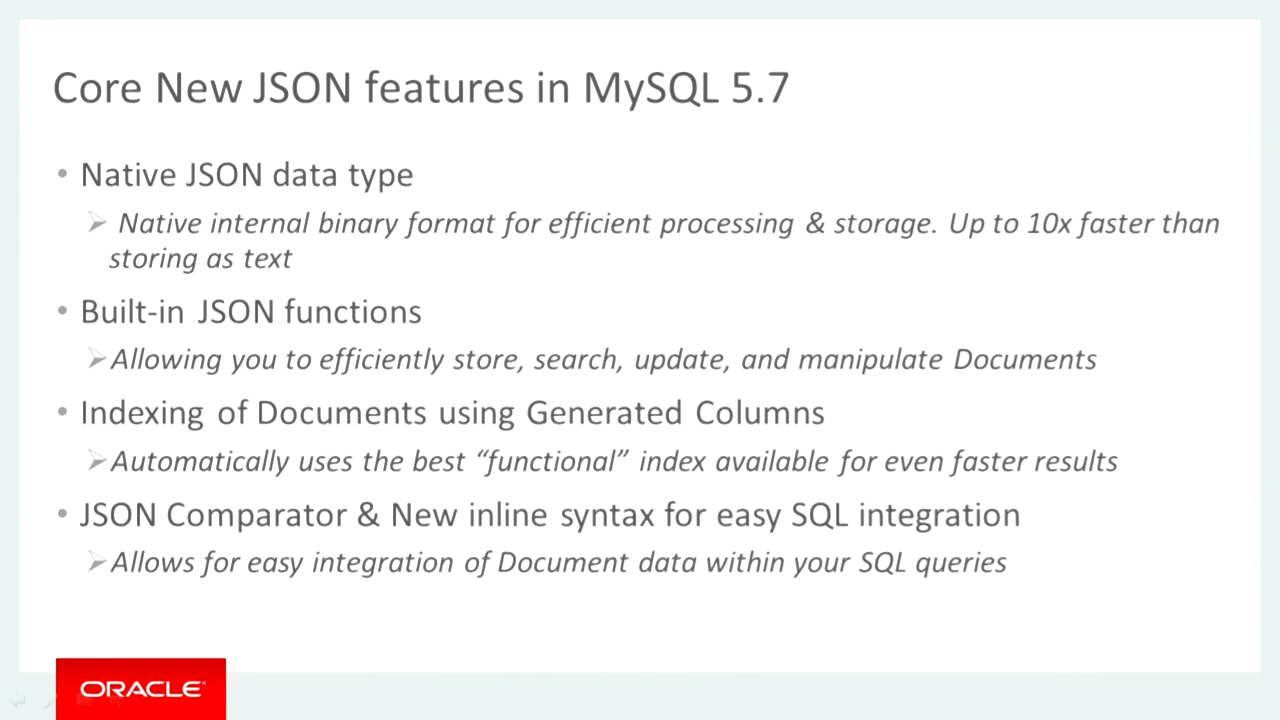 Core New JSON features in MySQL 5.7
• Native JSON data type
➢ Native internal binary format for efficient processing & storage. Up to 10x faster than
storing as text
• Built-in JSON functions
➢Allowing you to efficiently store, search, update, and manipulate Documents
• Indexing of Documents using Generated Columns
➢Automatically uses the best “functional” index available for even faster results
• JSON Comparator & New inline syntax for easy SQL integration
➢Allows for easy integration of Document data within your SQL queries
ORACLE®